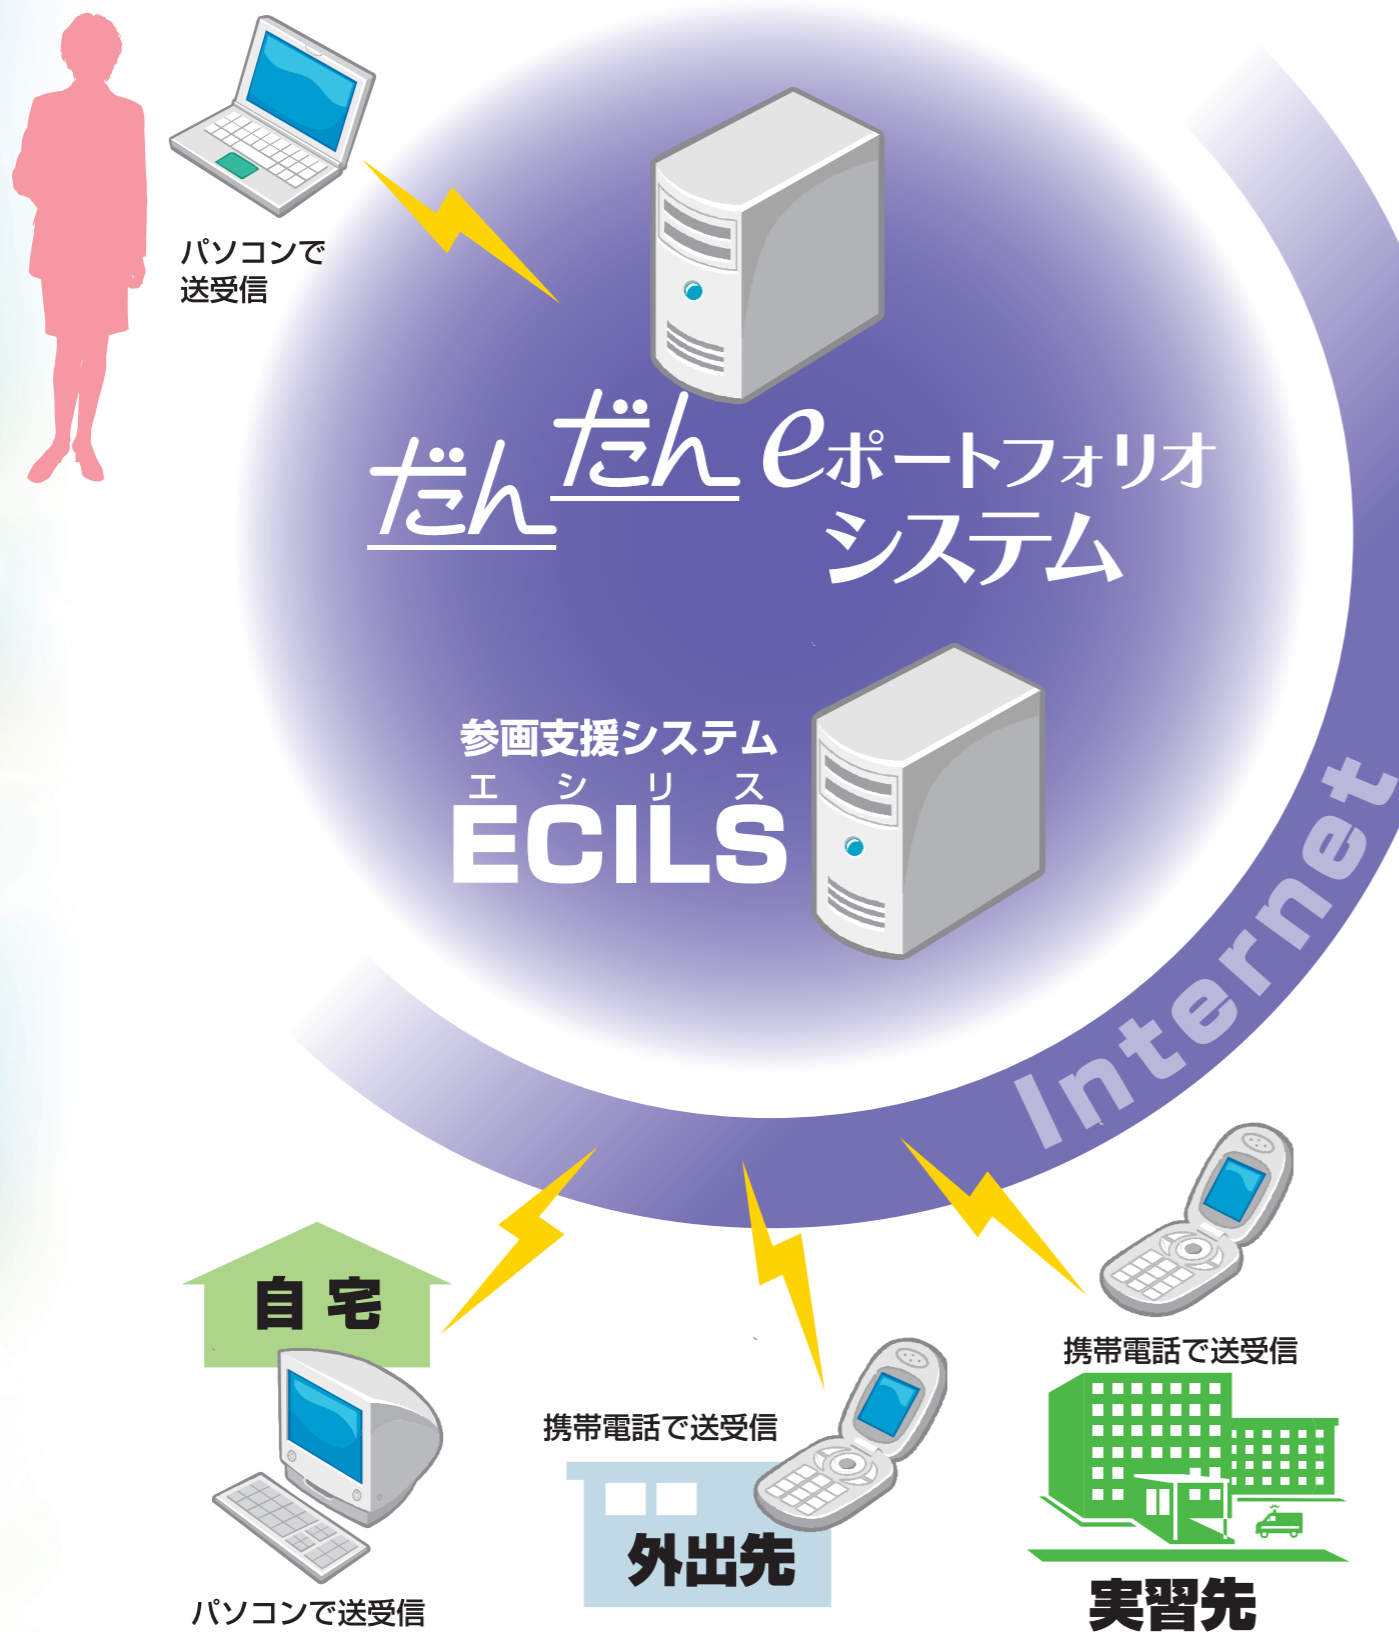 パソコンで
送受信
だんだん eポートフォリオ
システム
参画支援システム
エシリス
ECILS
Internet
自宅
パソコンで送受信
携帯電話で送受信
外出先
携帯電話で送受信
実習先